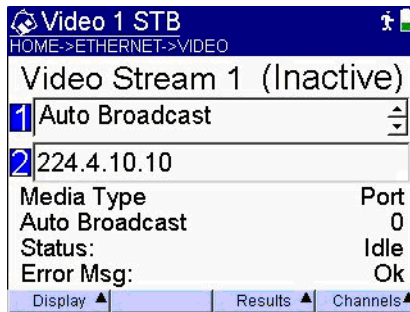 Video 1 STB
HOME->ETHERNET->VIDEO
Video Stream 1 (Inactive)
1 Auto Broadcast
2 224.4.10.10
Media Type Port
Auto Broadcast 0
Status: Idle
Error Msg: Ok
Display Results Channels